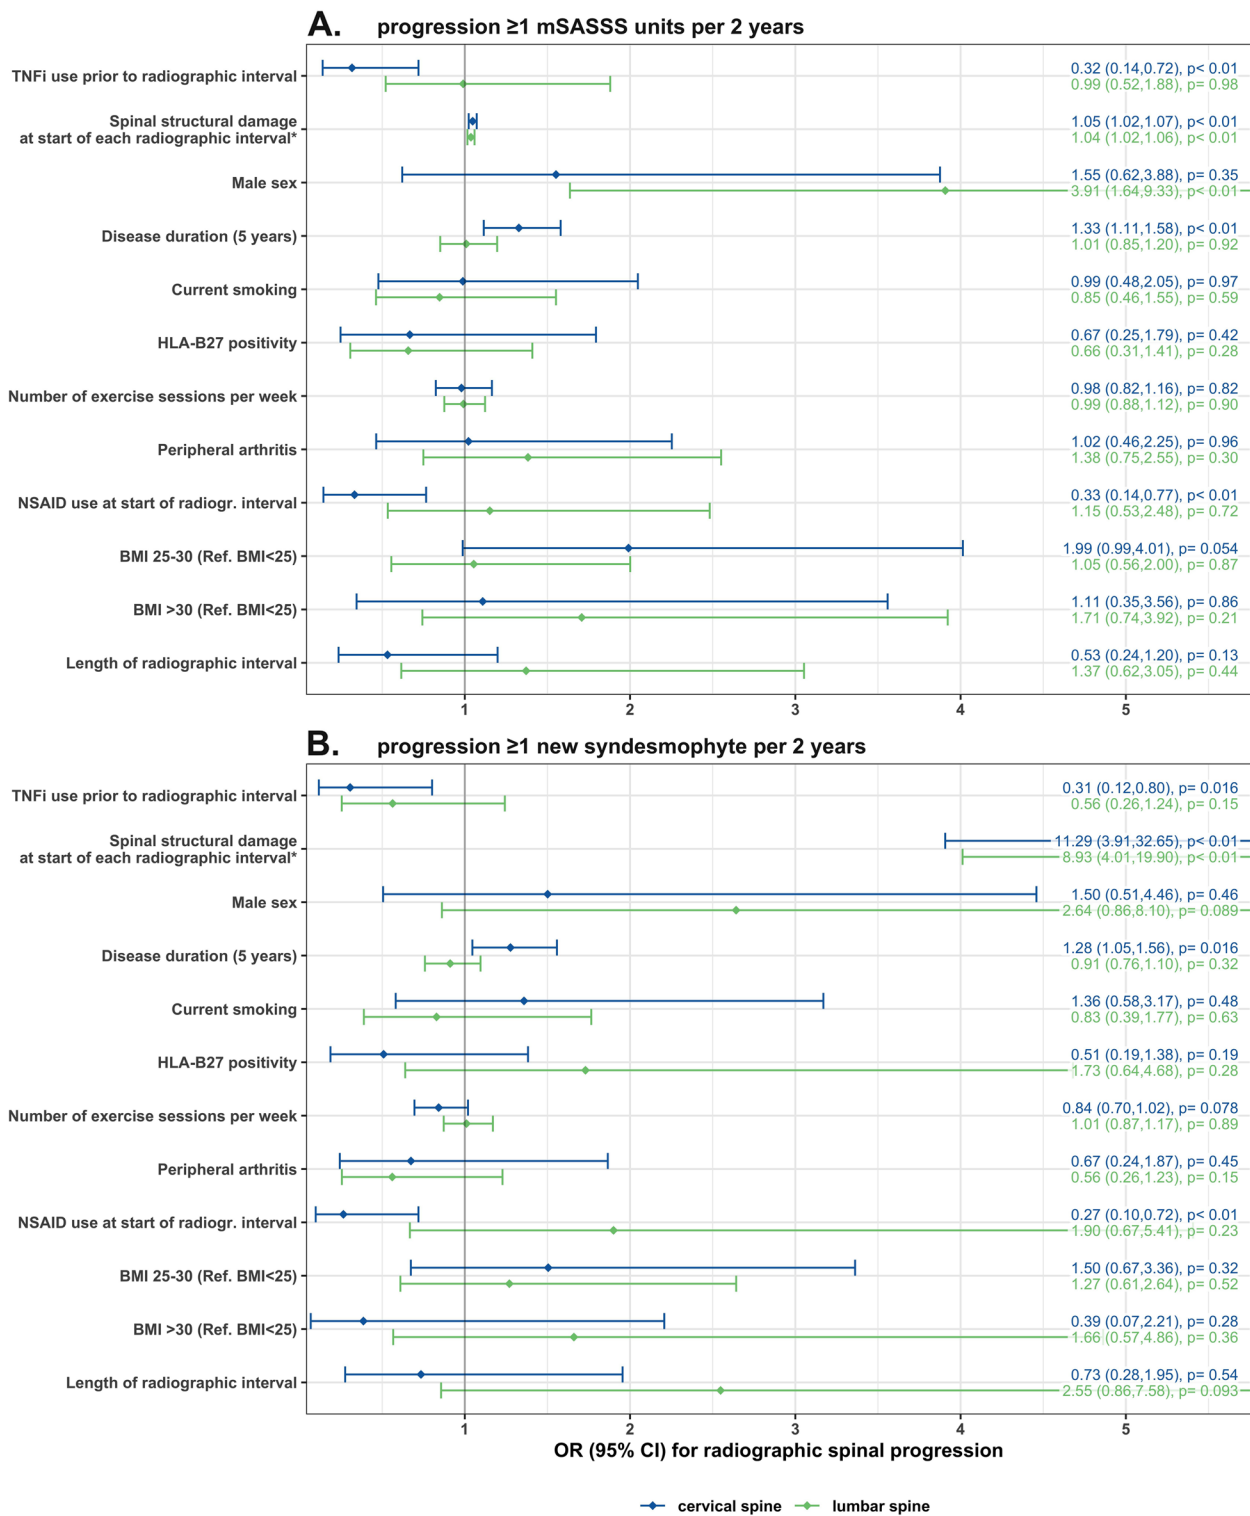 A. progression ≥1 mSASSS units per 2 years
TNFi use prior to radiographic interval
0.32 (0.14,0.72), p< 0.01
0.99 (0.52,1.88), p= 0.98
Spinal structural damage
at start of each radiographic interval*
1.05 (1.02,1.07), p< 0.01
1.04 (1.02,1.06), p< 0.01
Male sex
1.55 (0.62,3.88), p= 0.35
3.91 (1.64,9.33), p< 0.01
Disease duration (5 years)
1.33 (1.11,1.58), p< 0.01
1.01 (0.85,1.20), p= 0.92
Current smoking
0.99 (0.48,2.05), p= 0.97
0.85 (0.46,1.55), p= 0.59
HLA-B27 positivity
0.67 (0.25,1.79), p= 0.42
0.66 (0.31,1.41), p= 0.28
Number of exercise sessions per week
0.98 (0.82,1.16), p= 0.82
0.99 (0.88,1.12), p= 0.90
Peripheral arthritis
1.02 (0.46,2.25), p= 0.96
1.38 (0.75,2.55), p= 0.30
NSAID use at start of radiogr. interval
0.33 (0.14,0.77), p< 0.01
1.15 (0.53,2.48), p= 0.72
BMI 25-30 (Ref. BMI<25)
1.99 (0.99,4.01), p= 0.054
1.05 (0.56,2.00), p= 0.87
BMI >30 (Ref. BMI<25)
1.11 (0.35,3.56), p= 0.86
1.71 (0.74,3.92), p= 0.21
Length of radiographic interval
0.53 (0.24,1.20), p= 0.13
1.37 (0.62,3.05), p= 0.44
1 2 3 4 5
B. progression ≥1 new syndesmophyte per 2 years
TNFi use prior to radiographic interval
0.31 (0.12,0.80), p= 0.016
0.56 (0.26,1.24), p= 0.15
Spinal structural damage
at start of each radiographic interval*
11.29 (3.91,32.65), p< 0.01
8.93 (4.01,19.90), p< 0.01
Male sex
1.50 (0.51,4.46), p= 0.46
2.64 (0.86,8.10), p= 0.089
Disease duration (5 years)
1.28 (1.05,1.56), p= 0.016
0.91 (0.76,1.10), p= 0.32
Current smoking
1.36 (0.58,3.17), p= 0.48
0.83 (0.39,1.77), p= 0.63
HLA-B27 positivity
0.51 (0.19,1.38), p= 0.19
1.73 (0.64,4.68), p= 0.28
Number of exercise sessions per week
0.84 (0.70,1.02), p= 0.078
1.01 (0.87,1.17), p= 0.89
Peripheral arthritis
0.67 (0.24,1.87), p= 0.45
0.56 (0.26,1.23), p= 0.15
NSAID use at start of radiogr. interval
0.27 (0.10,0.72), p< 0.01
1.90 (0.67,5.41), p= 0.23
BMI 25-30 (Ref. BMI<25)
1.50 (0.67,3.36), p= 0.32
1.27 (0.61,2.64), p= 0.52
BMI >30 (Ref. BMI<25)
0.39 (0.07,2.21), p= 0.28
1.66 (0.57,4.86), p= 0.36
Length of radiographic interval
0.73 (0.28,1.95), p= 0.54
2.55 (0.86,7.58), p= 0.093
1 2 3 4 5
OR (95% CI) for radiographic spinal progression
cervical spine lumbar spine